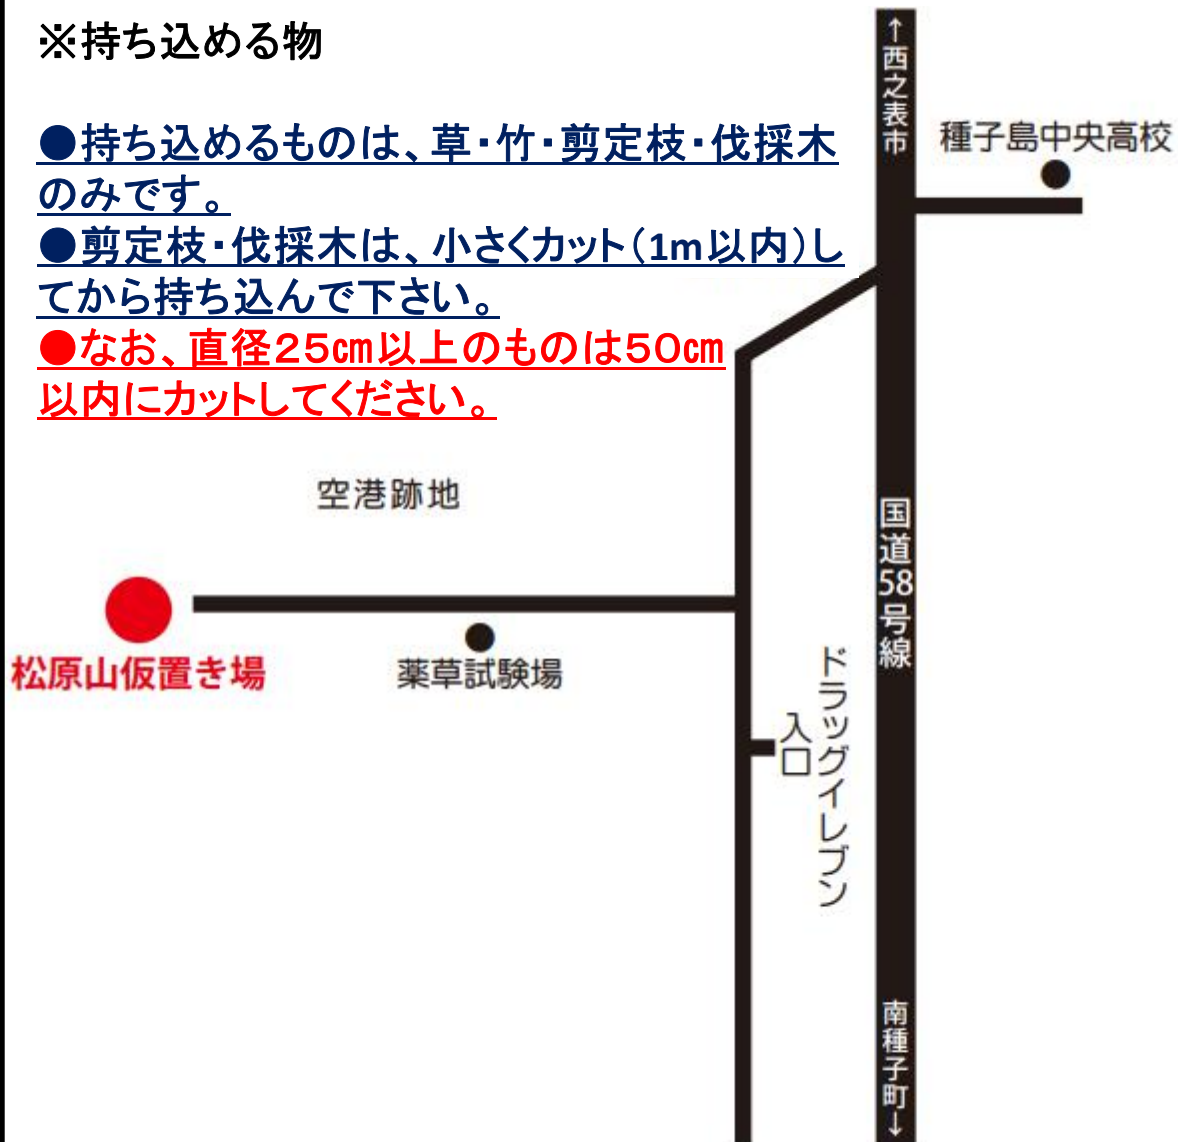 ※持ち込める物
●持ち込めるものは、草・竹・剪定枝・伐採木
のみです。
●剪定枝・伐採木は、小さくカット(1m以内)し
てから持ち込んで下さい。
●なお、直径25㎝以上のものは50㎝
以内にカットしてください。
↑西之表市
種子島中央高校
空港跡地
国道58号線
松原山仮置き場
薬草試験場
ドラッグイレブン
入口
南種子町↓